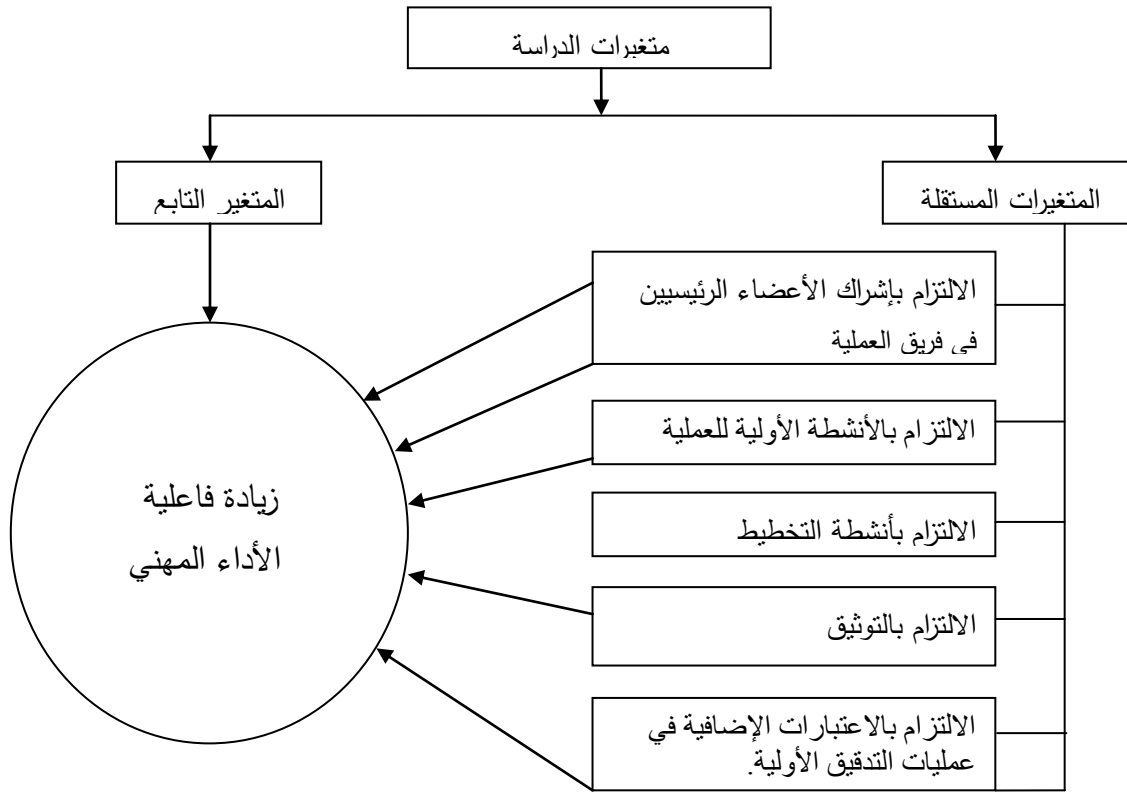 متغيرات الدراسة
المتغيرات المستقلة
المتغير التابع
الالتزام بإشراك الأعضاء الرئيسيين
في فريق العملية
الالتزام بالأنشطة الأولية للعملية
الالتزام بأنشطة التخطيط
الالتزام بالتوثيق
الالتزام بالاعتبارات الإضافية في
عمليات التدقيق الأولية.
زيادة فاعلية
الأداء المهني